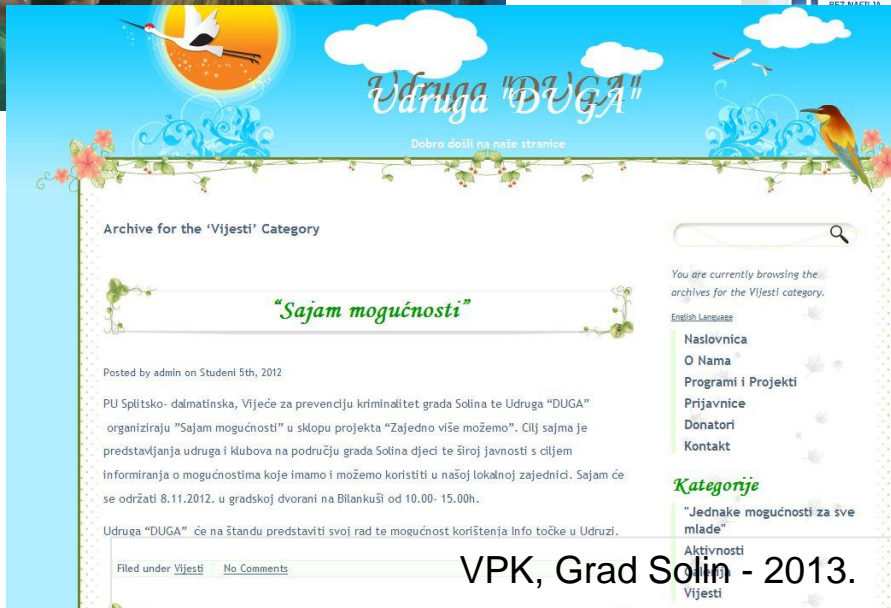 BEZ NASILJA
Udruga "DUGA"
Dobro došli na naše stranice
Archive for the ‘Vijesti’ Category
“Sajam mogućnosti”
Posted by admin on Studeni 5th, 2012
PU Splitsko- dalmatinska, Vijeće za prevenciju kriminalitet grada Solina te Udruga “DUGA”
organiziraju "Sajam mogućnosti" u sklopu projekta “Zajedno više možemo”. Cilj sajma je
predstavljanja udruga i klubova na području grada Solina djeci te široj javnosti s ciljem
informiranja o mogućnostima koje imamo i možemo koristiti u našoj lokalnoj zajednici. Sajam će
se održati 8.11.2012. u gradskoj dvorani na Bilankuši od 10.00- 15.00h.
Udruga “DUGA” će na štandu predstaviti svoj rad te mogućnost korištenja Info točke u Udruzi.
Filed under Vijesti No Comments
You are currently browsing the
archives for the Vijesti category.
English Language
Naslovnica
O Nama
Programi i Projekti
Prijavnice
Donatori
Kontakt
Kategorije
"Jednake mogućnosti za sve
mlade"
Aktivnosti
Galerija
Vijesti
VPK, Grad Solin - 2013.